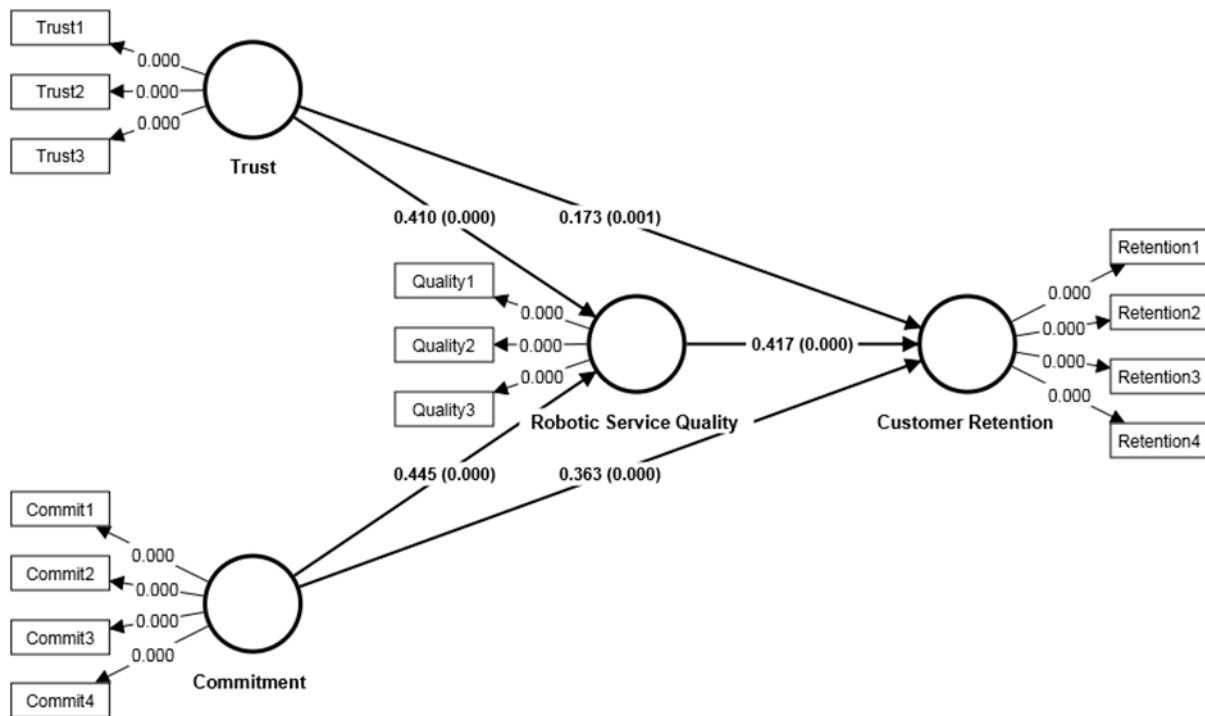 Trust1
0.000
Trust2
0.000
0.000
Trust3
Trust
0.410 (0.000)
0.173 (0.001)
Quality1
0.000
Quality2
0.000
0.000
Quality3
Robotic Service Quality
0.417 (0.000)
Retention1
0.000
Retention2
0.000
0.000
Retention3
0.000
Retention4
Customer Retention
0.445 (0.000)
0.363 (0.000)
Commit1
0.000
Commit2
0.000
0.000
Commit3
0.000
Commit4
Commitment